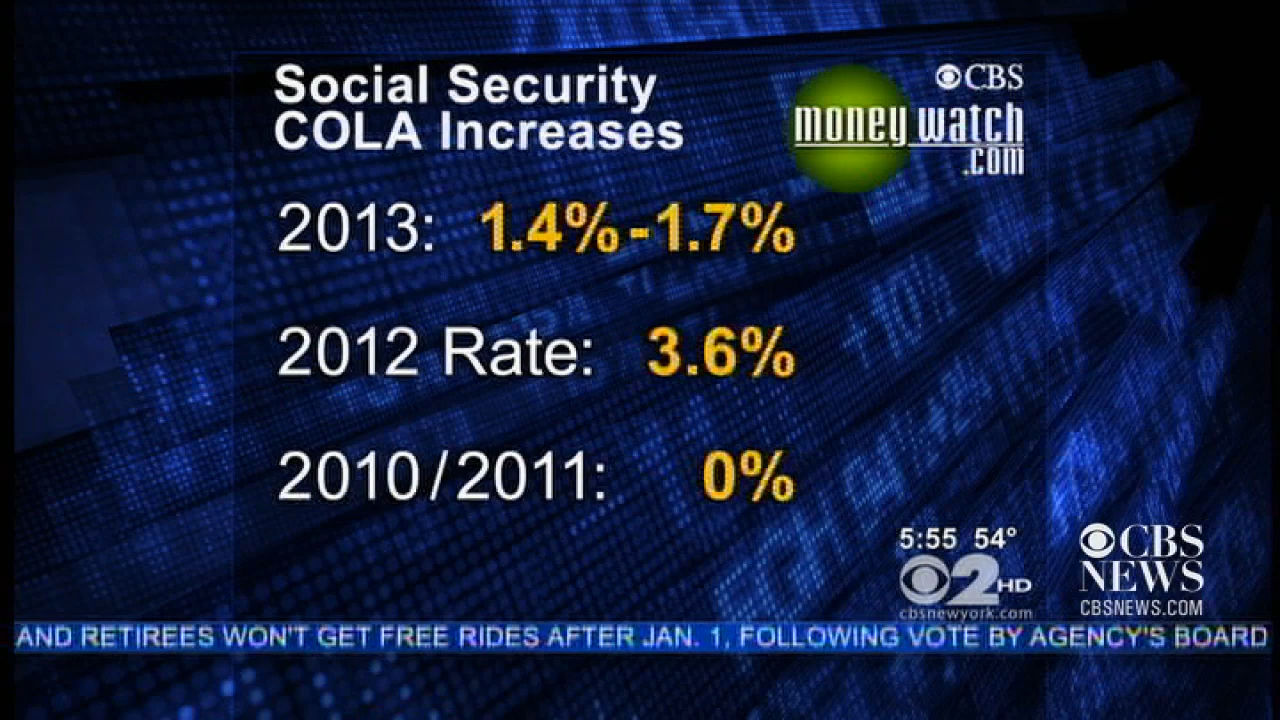 Social Security
COLA Increases
CBS
money watch
.com
2013: 1.4%-1.7%
2012 Rate: 3.6%
2010/2011: 0%
5:55 54°
2 HD
cbsnewyork.com
CBS
NEWS
CBSNEWS.COM
AND RETIREES WON'T GET FREE RIDES AFTER JAN. 1, FOLLOWING VOTE BY AGENCY'S BOARD